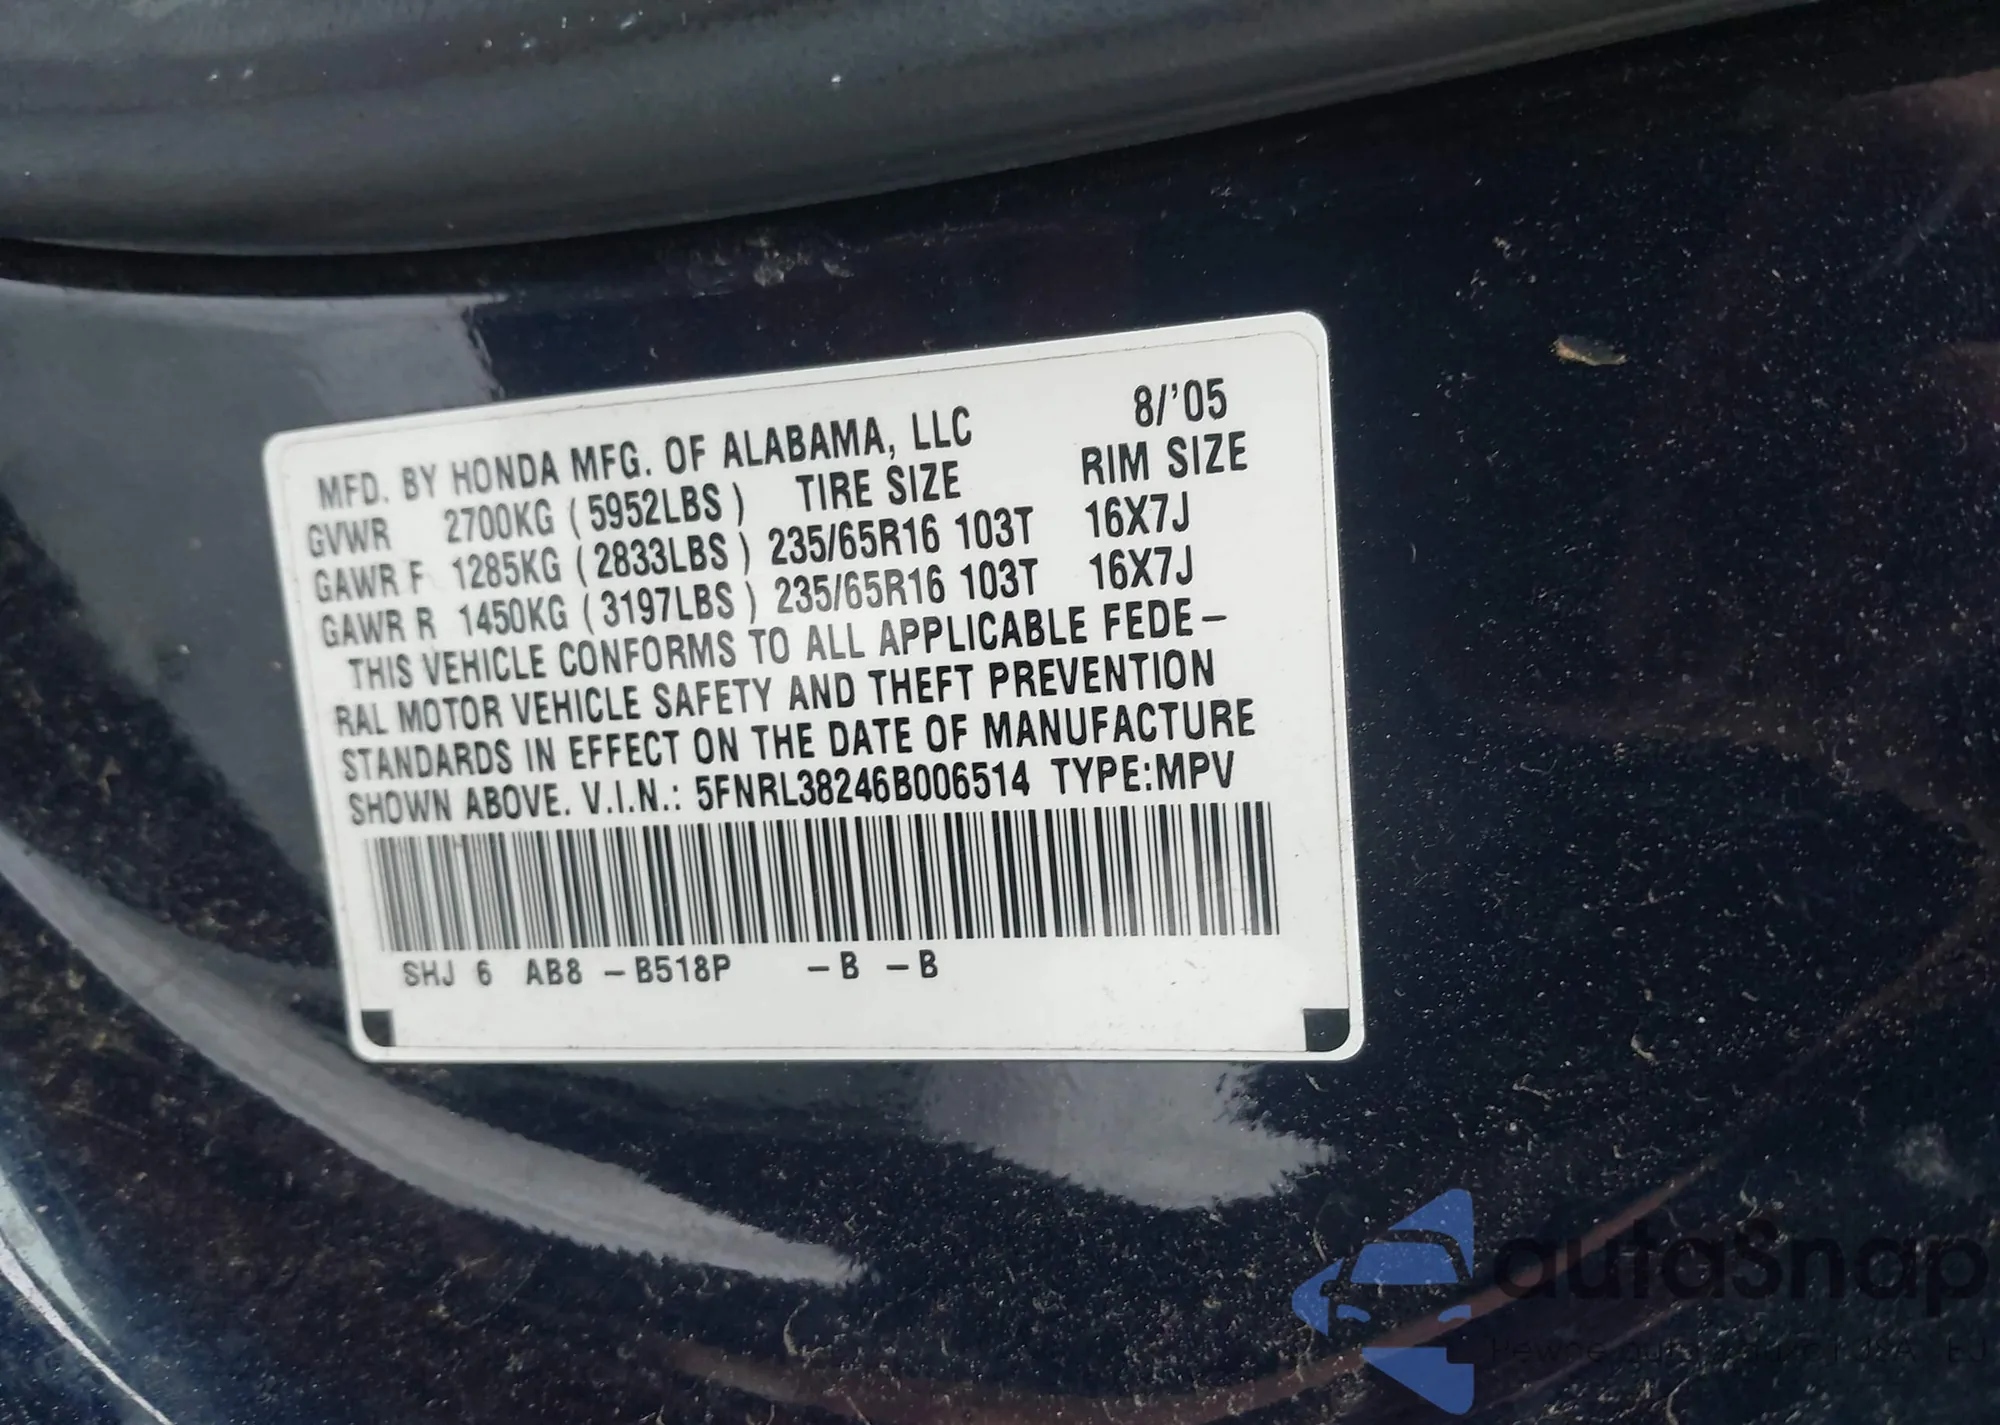 MFD. BY HONDA MFG. OF ALABAMA, LLC 8/'05
GVWR 2700KG (5952LBS) TIRE SIZE RIM SIZE
GAWR F 1285KG (2833LBS) 235/65R16 103T 16X7J
GAWR R 1450KG (3197LBS) 235/65R16 103T 16X7J
THIS VEHICLE CONFORMS TO ALL APPLICABLE FEDE-
RAL MOTOR VEHICLE SAFETY AND THEFT PREVENTION
STANDARDS IN EFFECT ON THE DATE OF MANUFACTURE
SHOWN ABOVE. V.I.N.: 5FNRL38246B006514 TYPE:MPV
SHJ 6 AB8 -B518P -B -B
autaSnap